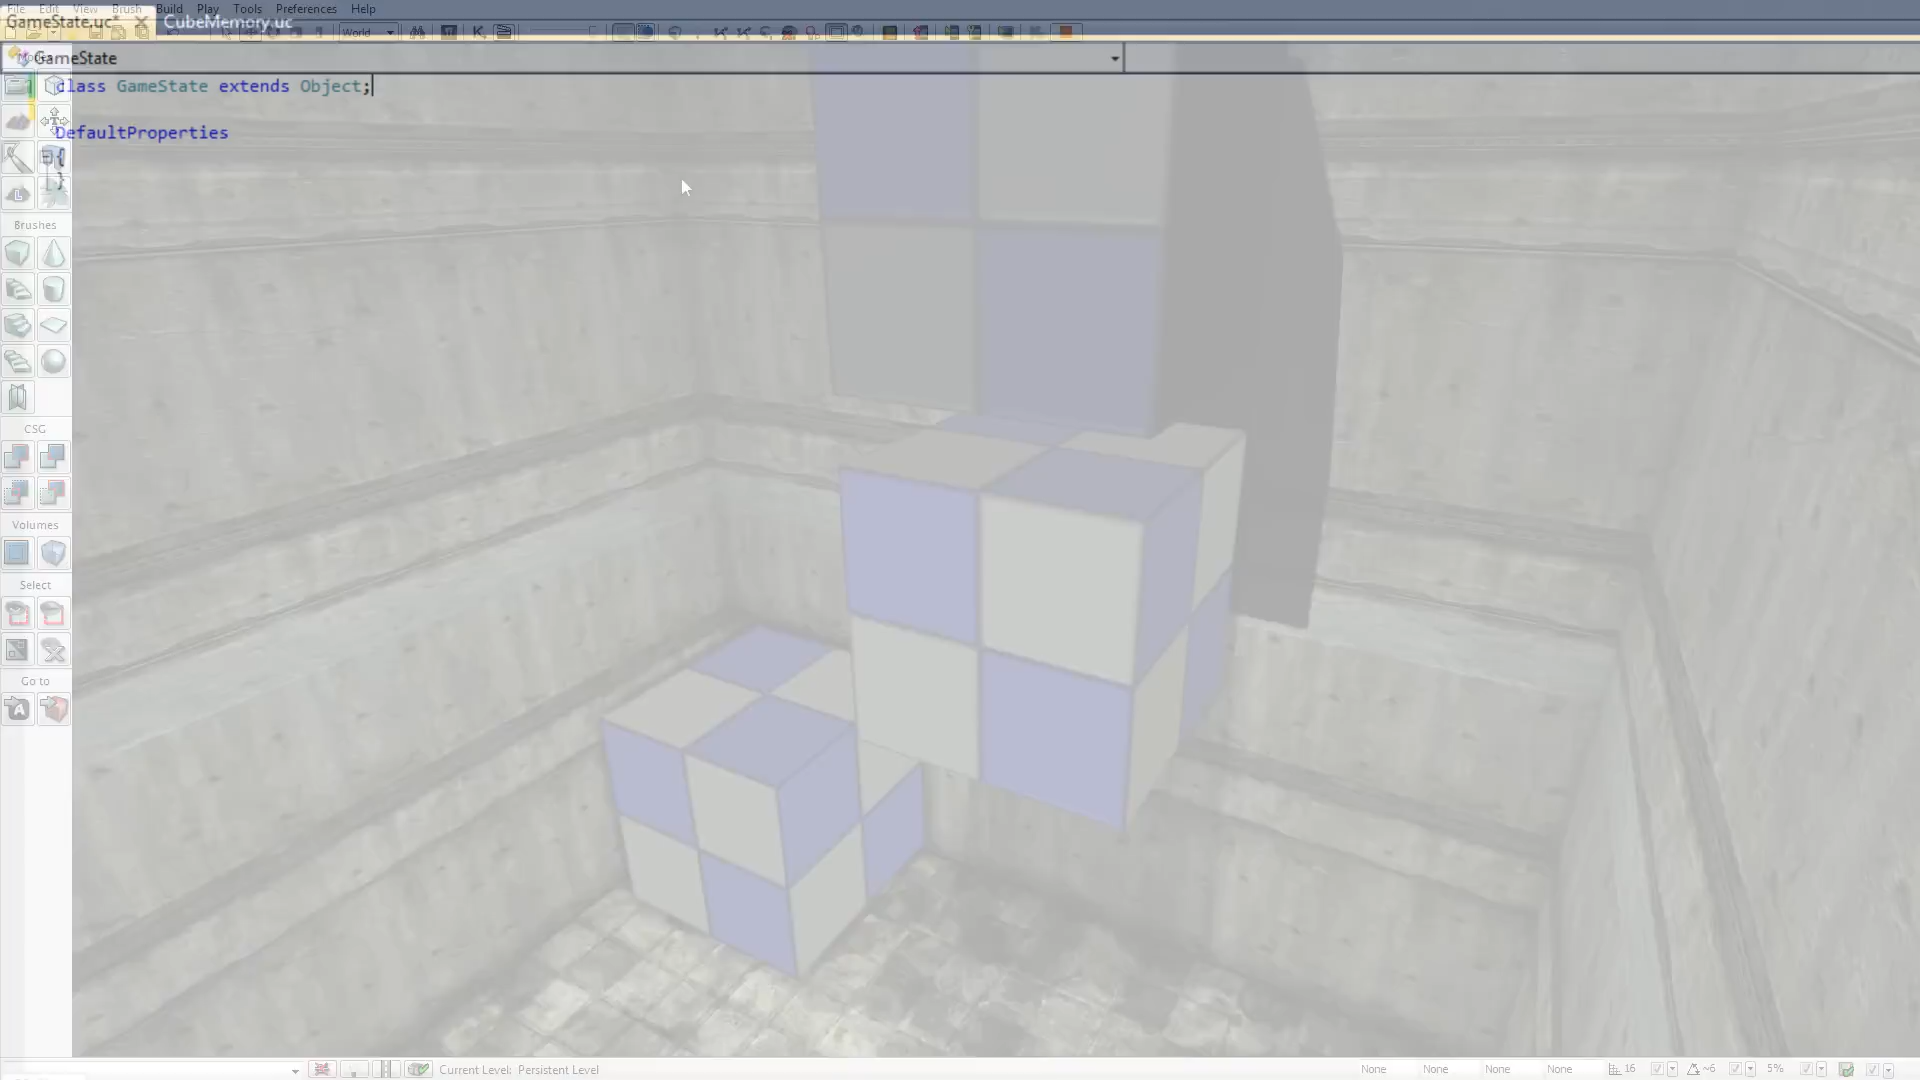 File Edit View Brush Build Play Tools Preferences Help
GameState.uc* CubeMemory.uc
World
GameState
class GameState extends Object;
DefaultProperties
{
}
Brushes
CSG
Volumes
Select
Go to
Current Level: Persistent Level
None None None None 16 ~6 5%